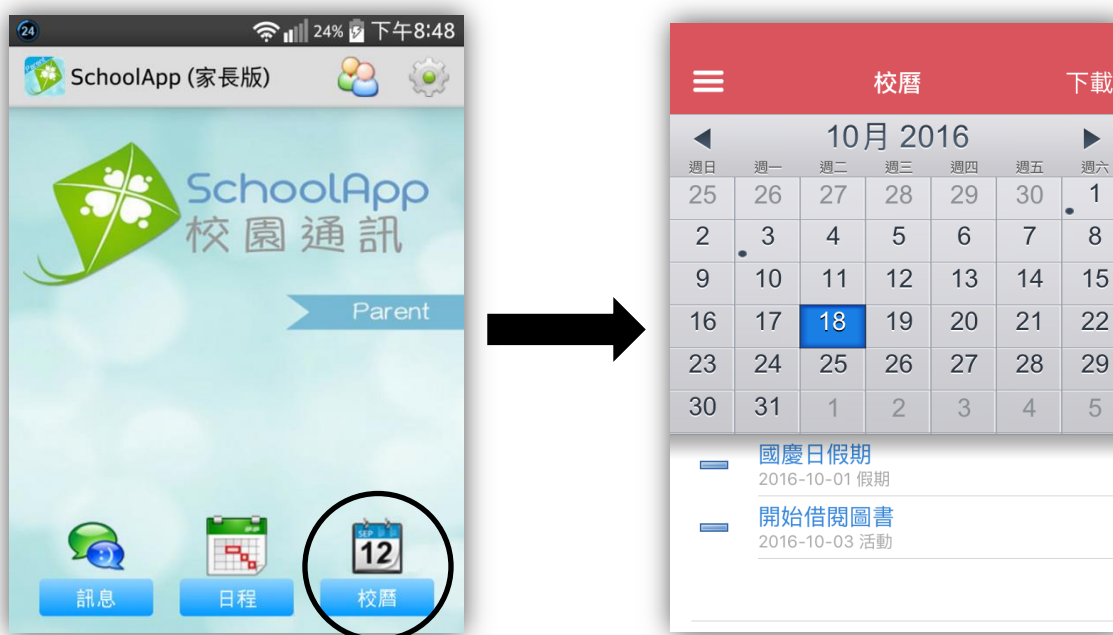 24
24% 下午8:48
SchoolApp (家長版)
SchoolApp
校園通訊
Parent
SEP
12
訊息 日程 校曆
校曆 下載
10月 2016
週日 週一 週二 週三 週四 週五 週六
25 26 27 28 29 30 1
2 3 4 5 6 7 8
9 10 11 12 13 14 15
16 17 18 19 20 21 22
23 24 25 26 27 28 29
30 31 1 2 3 4 5
國慶日假期
2016-10-01 假期
開始借閱圖書
2016-10-03 活動